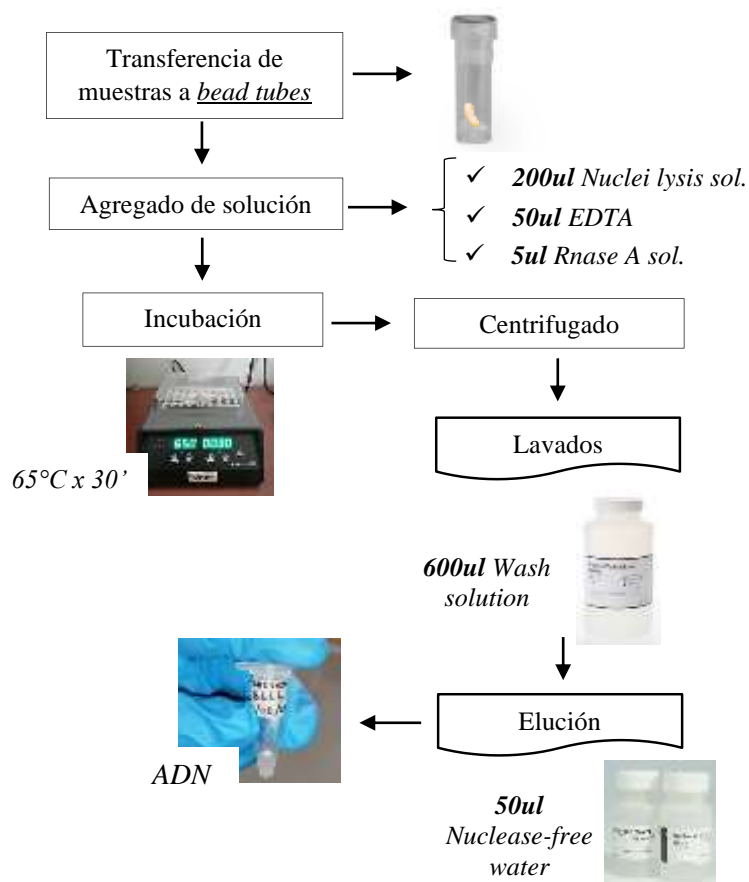 Transferencia de
muestras a bead tubes
Agregado de solución
200ul Nuclei lysis sol.
50ul EDTA
5ul Rnase A sol.
Incubación
Centrifugado
65°C x 30’
Lavados
600ul Wash
solution
Elución
ADN
50ul
Nuclease-free
water